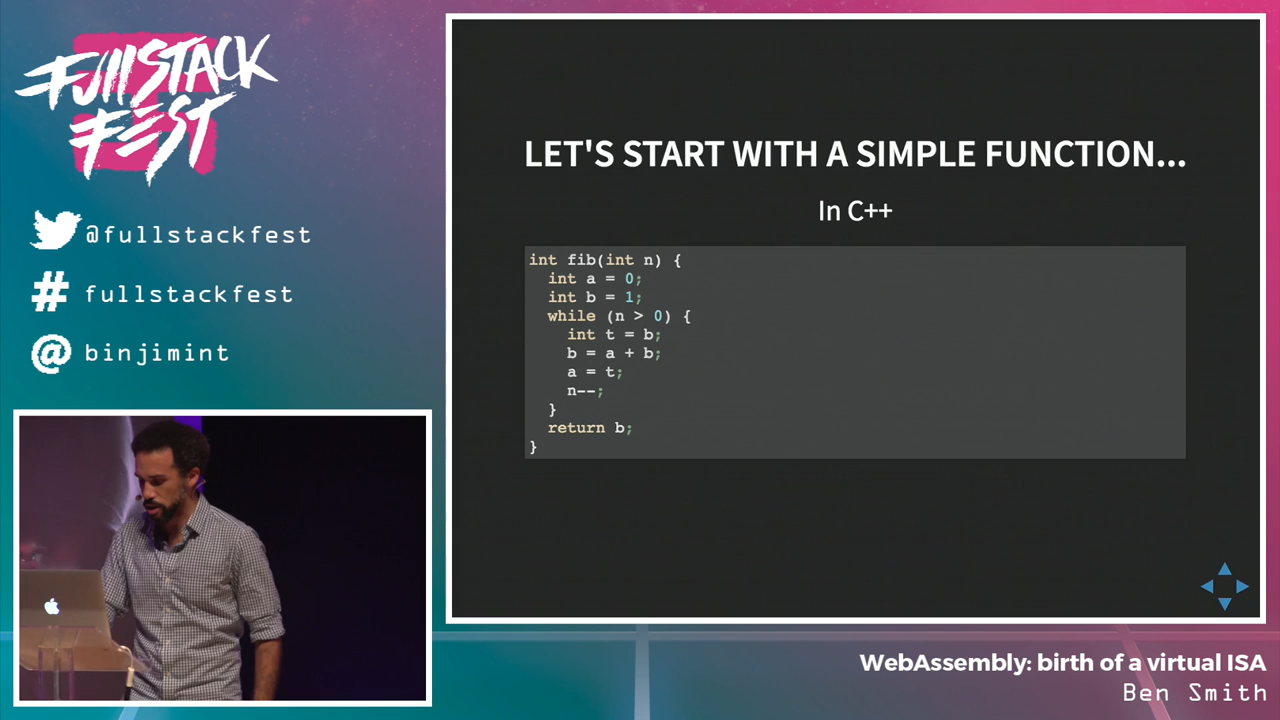 FullSTACK
FEST
@fullstackfest
# fullstackfest
@ binjimint
LET'S START WITH A SIMPLE FUNCTION...
In C++
int fib(int n) {
  int a = 0;
  int b = 1;
  while (n > 0) {
    int t = b;
    b = a + b;
    a = t;
    n--;
  }
  return b;
}
WebAssembly: birth of a virtual ISA
Ben Smith